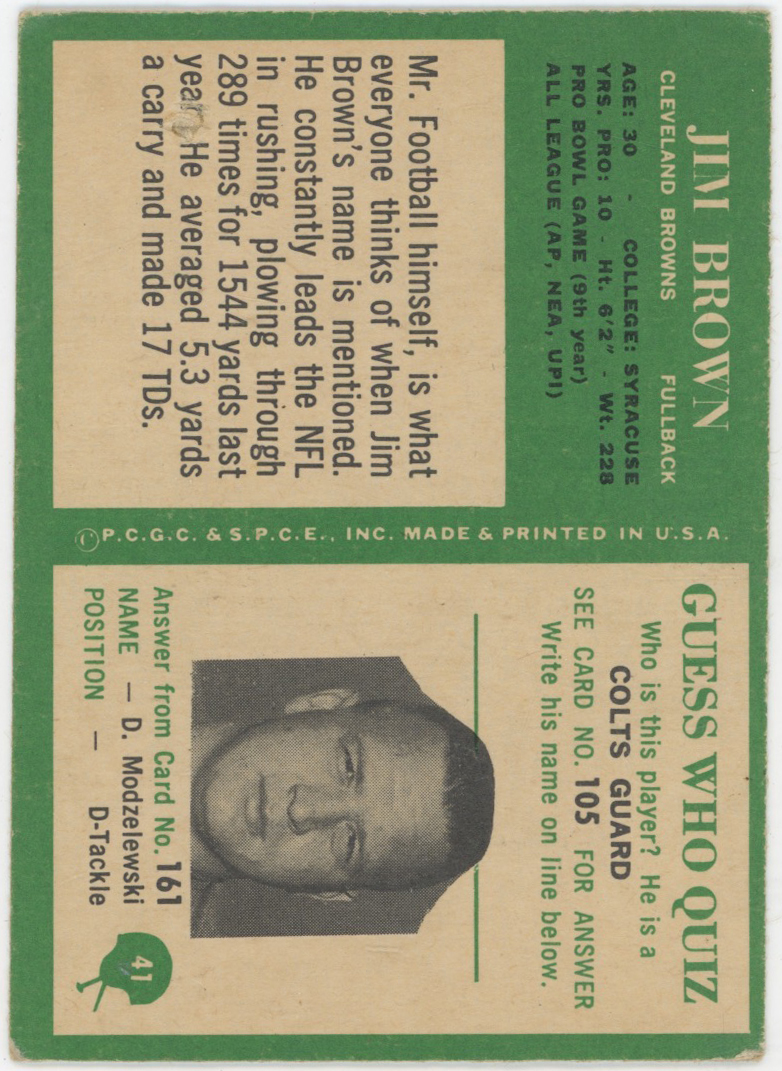 JIM BROWN
CLEVELAND BROWNS FULLBACK
AGE: 30 - COLLEGE: SYRACUSE
YRS. PRO: 10 - Ht. 6'2" - Wt. 228
PRO BOWL GAME (9th year)
ALL LEAGUE (AP, NEA, UPI)
Mr. Football himself, is what
everyone thinks of when Jim
Brown's name is mentioned.
He constantly leads the NFL
in rushing, plowing through
289 times for 1544 yards last
year. He averaged 5.3 yards
a carry and made 17 TDs.
© P.C.G.C. & S.P.C.E., INC. MADE & PRINTED IN U.S.A.
GUESS WHO QUIZ
Who is this player? He is a
COLTS GUARD
SEE CARD NO. 105 FOR ANSWER
Write his name on line below.
Answer from Card No. 161
NAME — D. Modzelewski
POSITION — D-Tackle
41